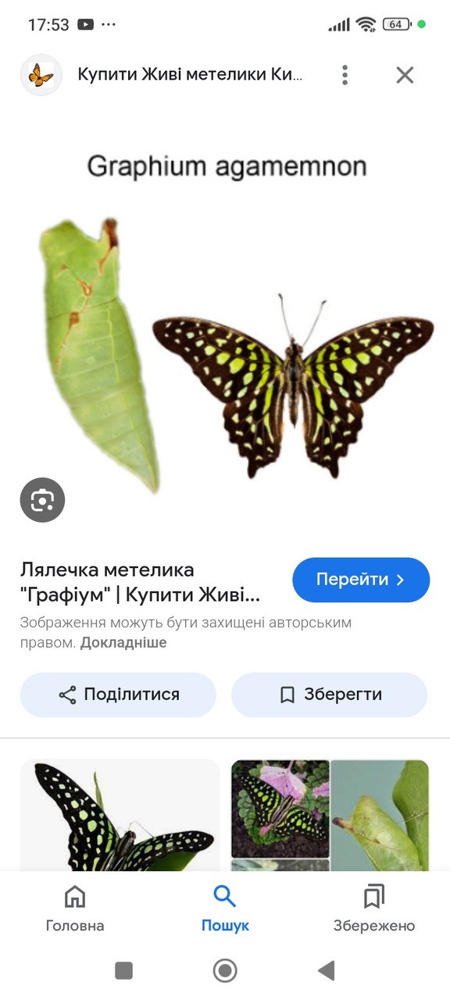 17:53
64
Купити Живі метелики Ки...
Graphium agamemnon
Лялечка метелика
"Графіум" | Купити Живі...
Перейти
Зображення можуть бути захищені авторським
правом. Докладніше
Поділитися
Зберегти
Головна
Пошук
Збережено